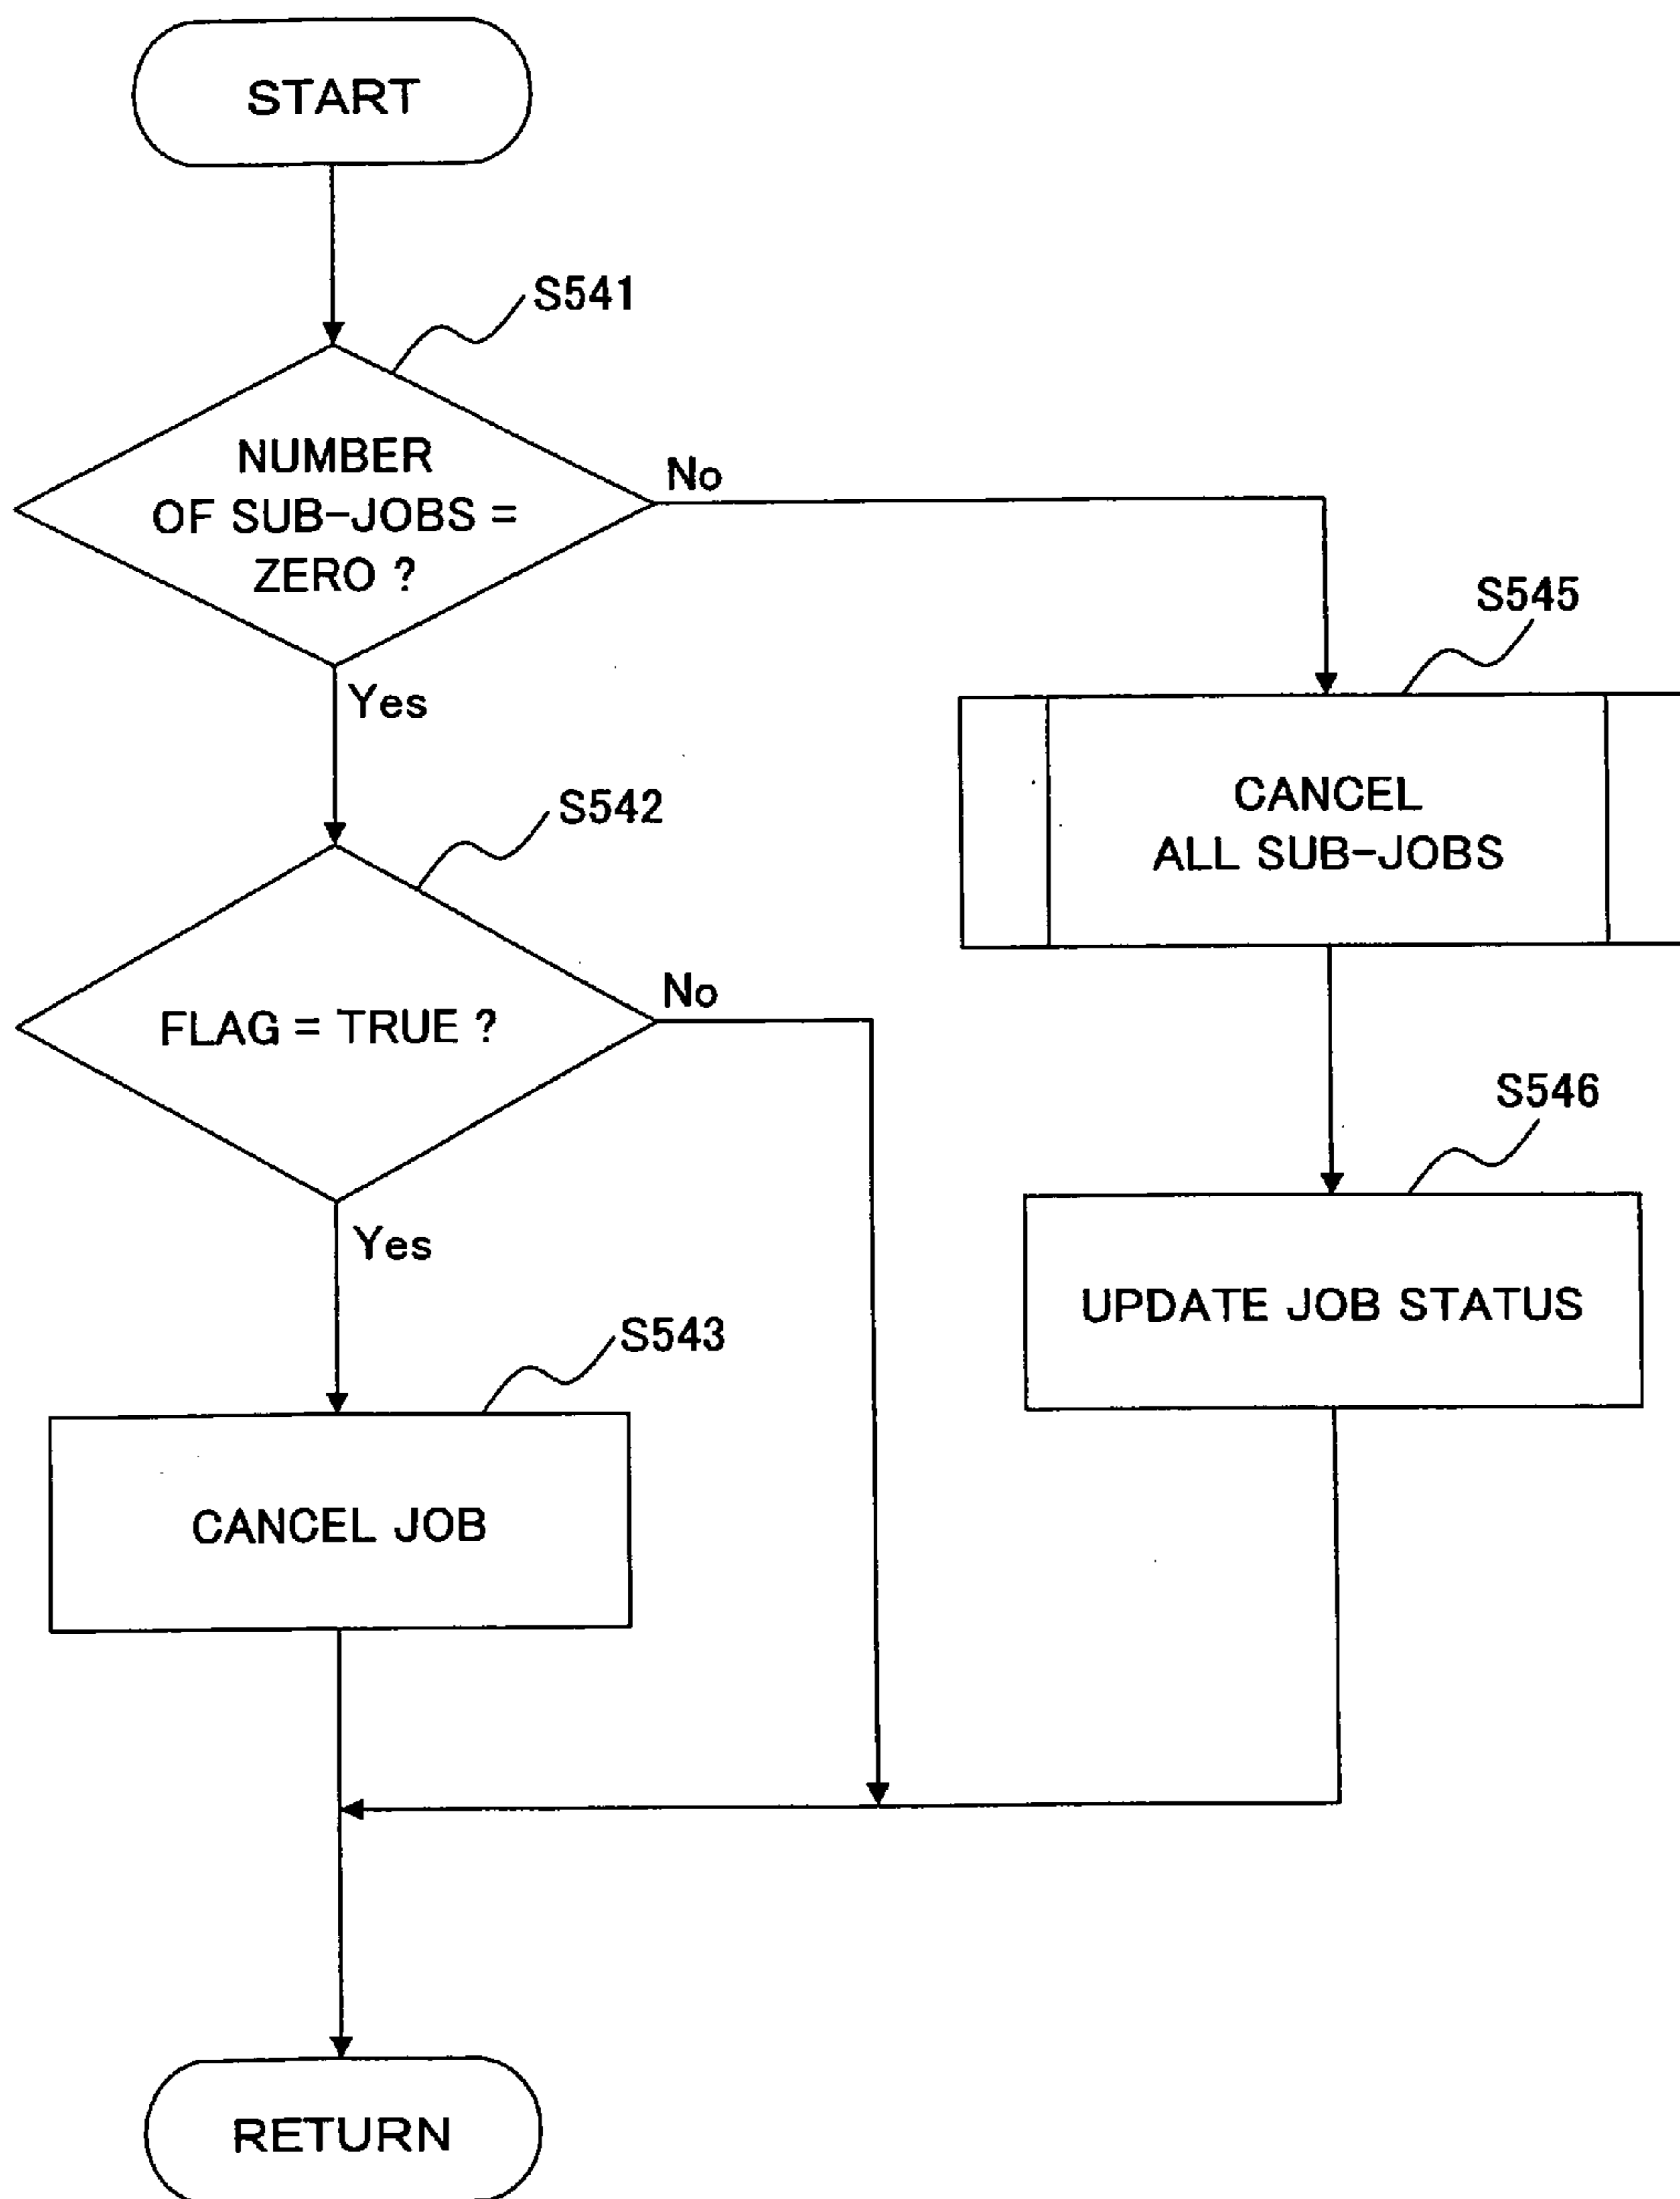 START
S541
NUMBER
OF SUB-JOBS =
ZERO ?
No
Yes
S545
CANCEL
ALL SUB-JOBS
S542
FLAG = TRUE ?
No
Yes
S546
UPDATE JOB STATUS
S543
CANCEL JOB
RETURN